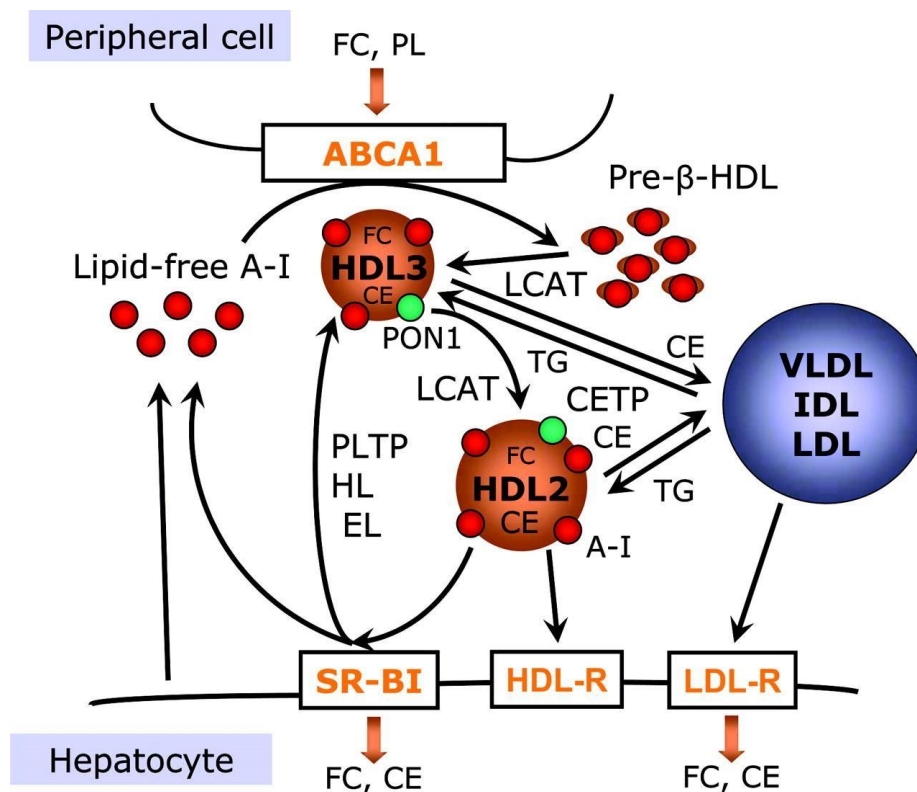 Peripheral cell
FC, PL
ABCA1
Pre-β-HDL
Lipid-free A-I
FC
HDL3
CE
PON1
LCAT
CE
TG
LCAT
CETP
CE
VLDL
IDL
LDL
PLTP
HL
EL
FC
HDL2
CE
TG
A-I
SR-BI
HDL-R
LDL-R
Hepatocyte
FC, CE
FC, CE